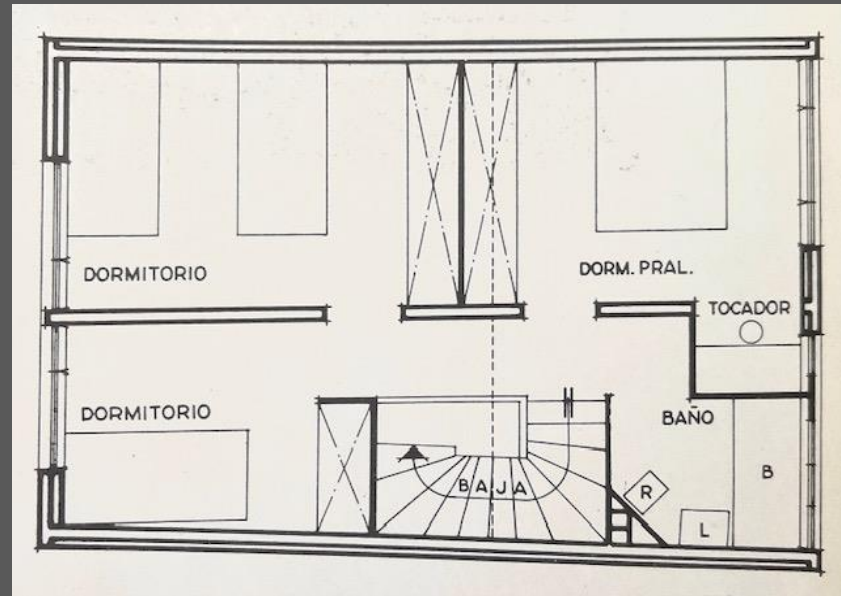 DORMITORIO
DORM. PRAL.
TOCADOR
DORMITORIO
BAÑO
BAJA
R
B
L